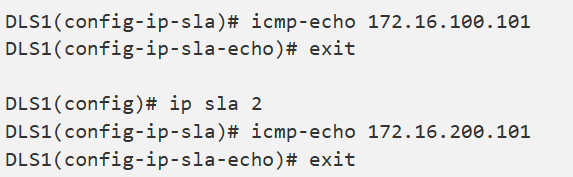 DLS1(config-ip-sla)# icmp-echo 172.16.100.101
DLS1(config-ip-sla-echo)# exit
DLS1(config)# ip sla 2
DLS1(config-ip-sla)# icmp-echo 172.16.200.101
DLS1(config-ip-sla-echo)# exit